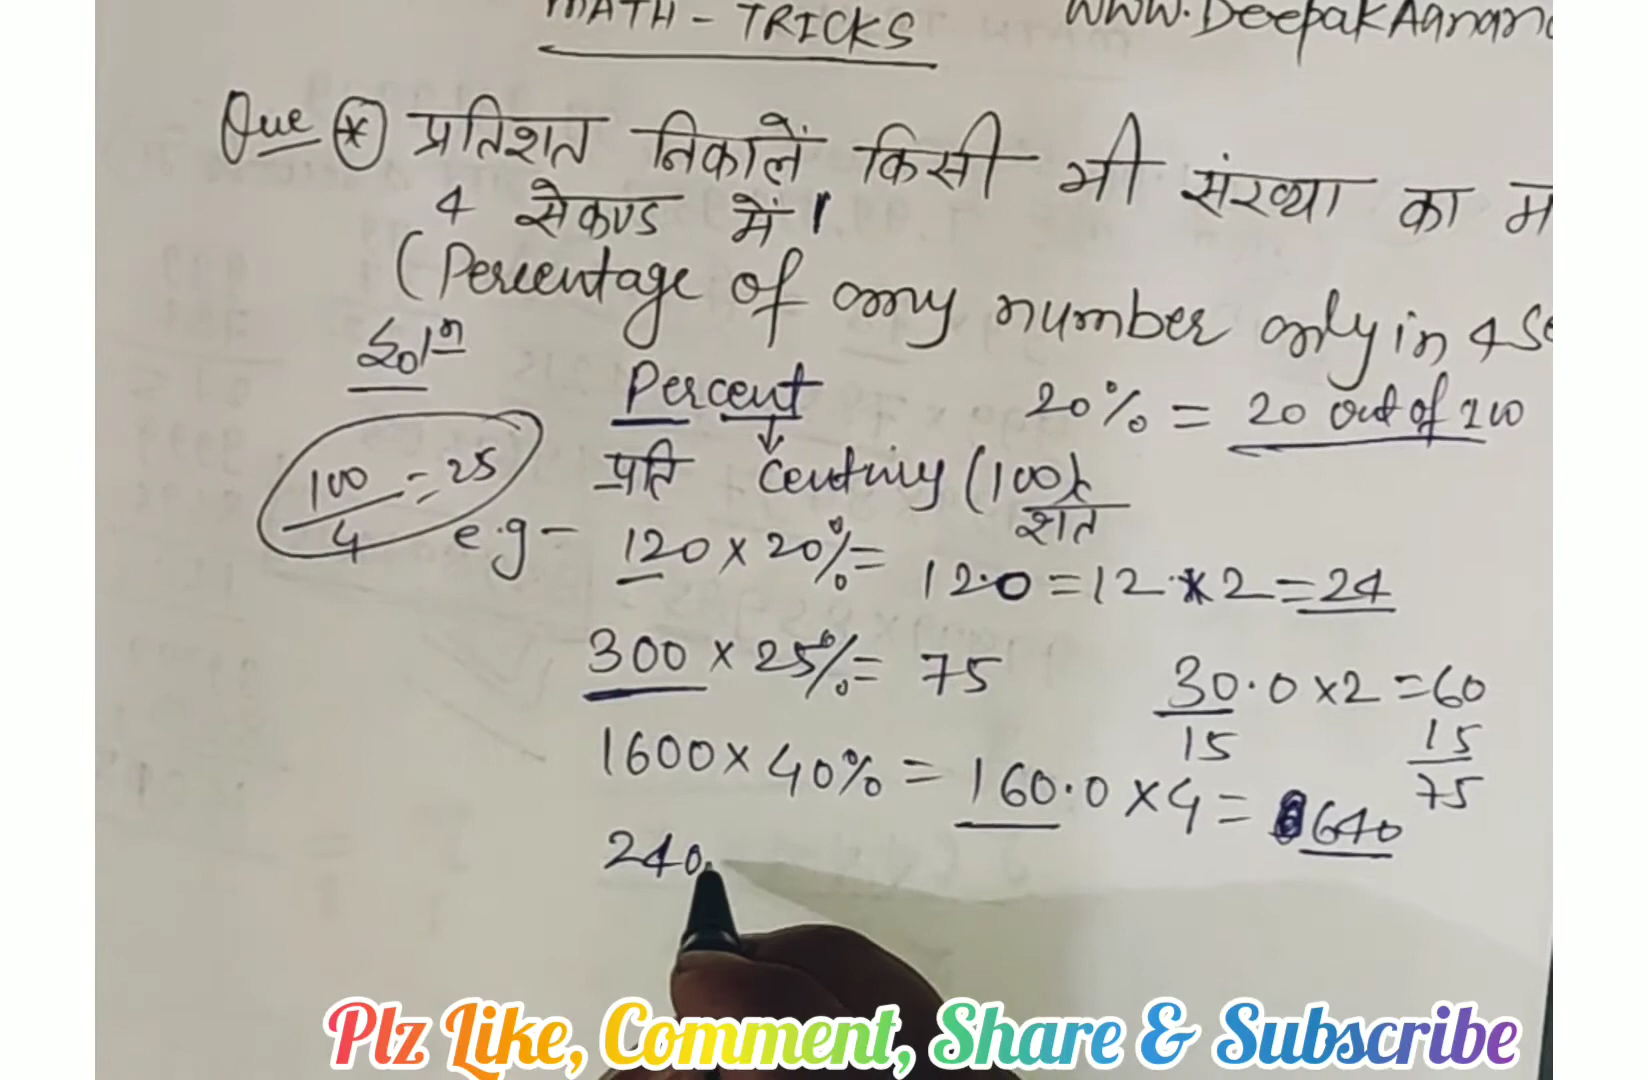 MATH - TRICKS www.DeepakAanand
Que * प्रतिशत निकालें किसी भी संख्या का म
4 सेकण्ड में।
(Percentage of any number only in 4 Se
Solⁿ
Percent 20% = 20 out of 100
↓
प्रति Century (100)
शत
100/4 = 25
e.g - 120 × 20% = 12.0 = 12 × 2 = 24
300 × 25% = 75
30.0 × 2 = 60
15 15
75
1600 × 40% = 160.0 × 4 = 640
240
Plz Like, Comment, Share & Subscribe